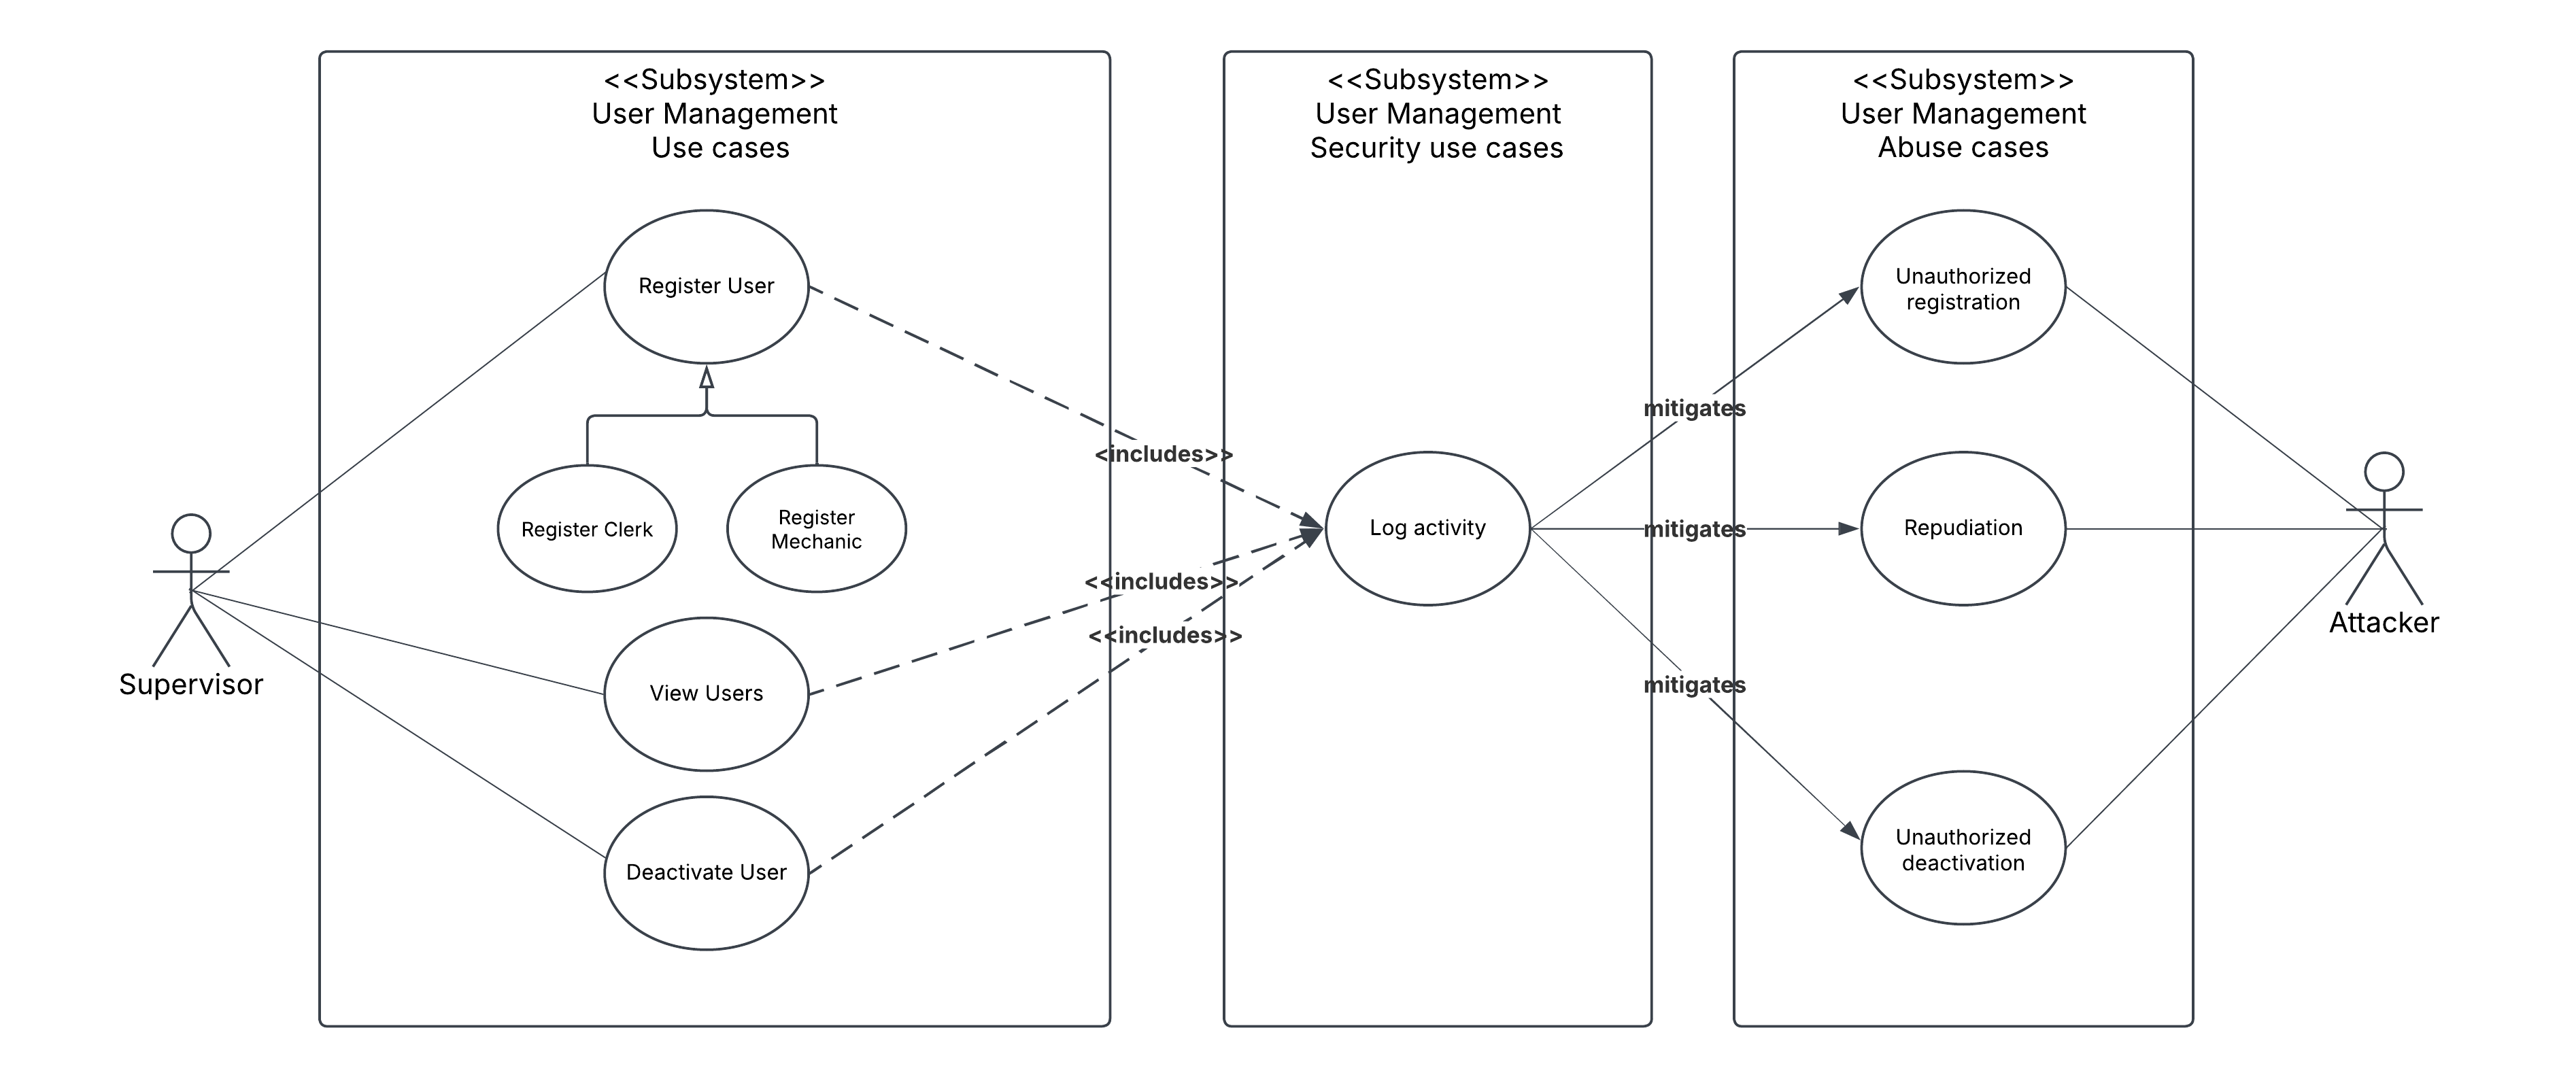 <<Subsystem>>
User Management
Use cases
<<Subsystem>>
User Management
Security use cases
<<Subsystem>>
User Management
Abuse cases
Register User
Unauthorized
registration
mitigates
<includes>>
Register Clerk
Register
Mechanic
Log activity
mitigates
Repudiation
<<includes>>
Attacker
<<includes>>
Supervisor
View Users
mitigates
Unauthorized
deactivation
Deactivate User